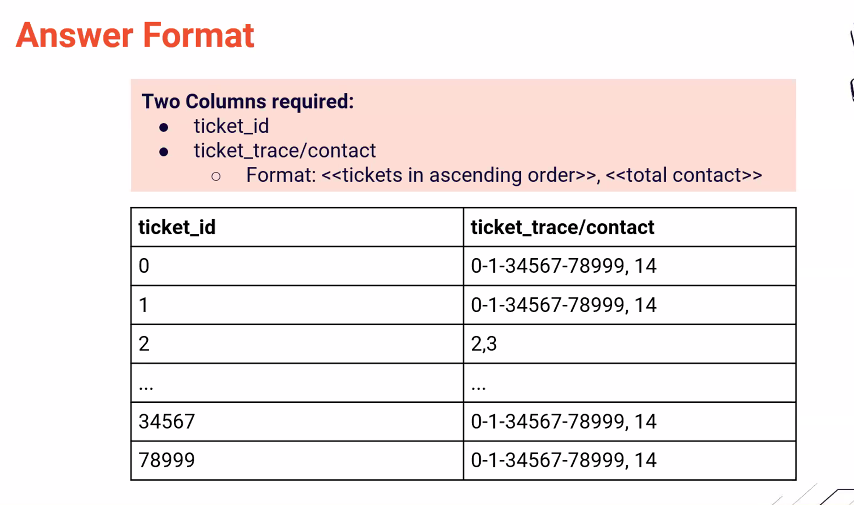 Answer Format
Two Columns required:
● ticket_id
● ticket_trace/contact
○ Format: <<tickets in ascending order>>, <<total contact>>
ticket_id ticket_trace/contact
0 0-1-34567-78999, 14
1 0-1-34567-78999, 14
2 2,3
... ...
34567 0-1-34567-78999, 14
78999 0-1-34567-78999, 14